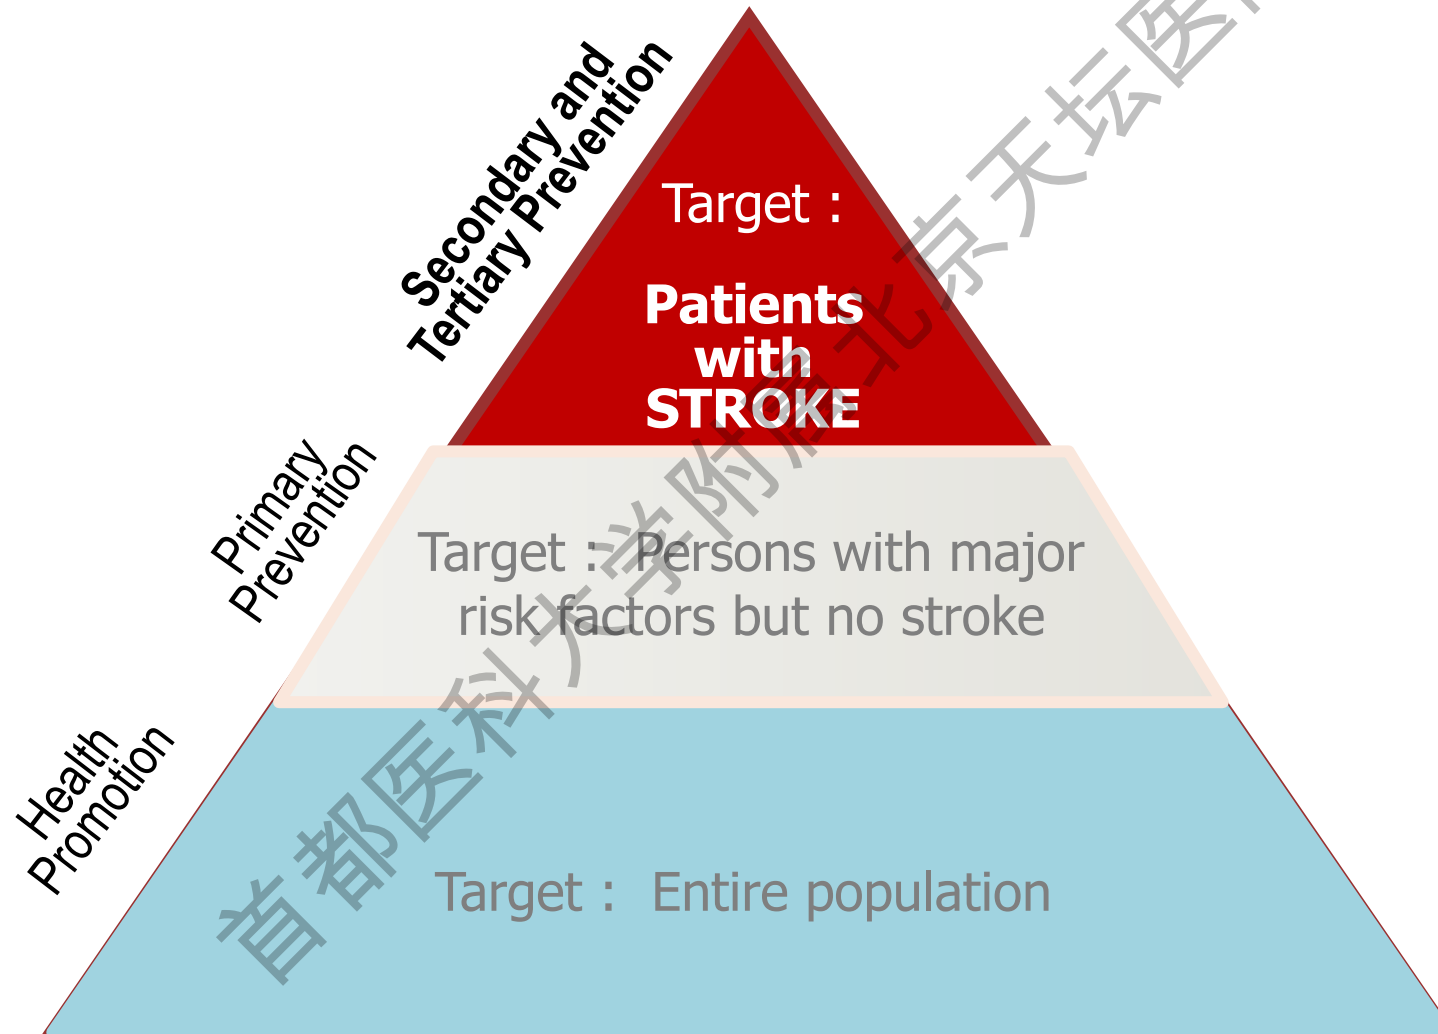 Secondary and
Tertiary Prevention
Target :
Patients
with
STROKE
Primary
Prevention
Target : Persons with major
risk factors but no stroke
Health
Promotion
Target : Entire population
首都医科大学附属北京天坛医